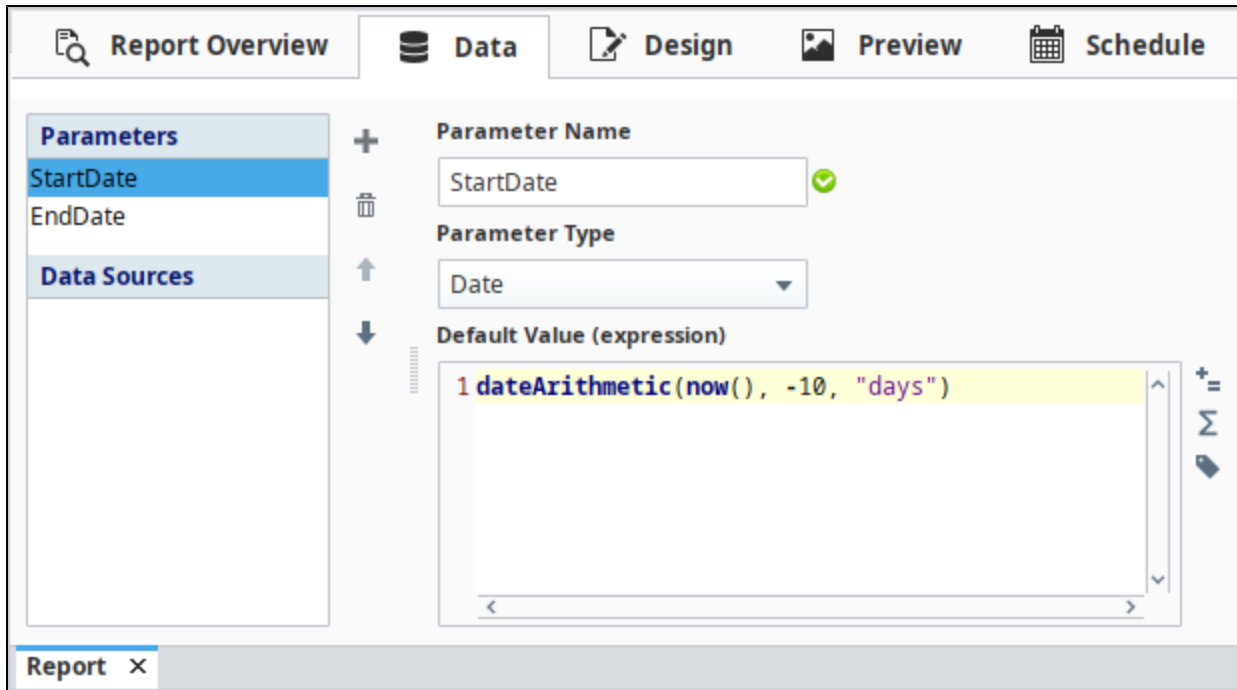 Report Overview Data Design Preview Schedule
Parameters
StartDate
EndDate
Data Sources
Parameter Name
StartDate
Parameter Type
Date
Default Value (expression)
1 dateArithmetic(now(), -10, "days")
Report